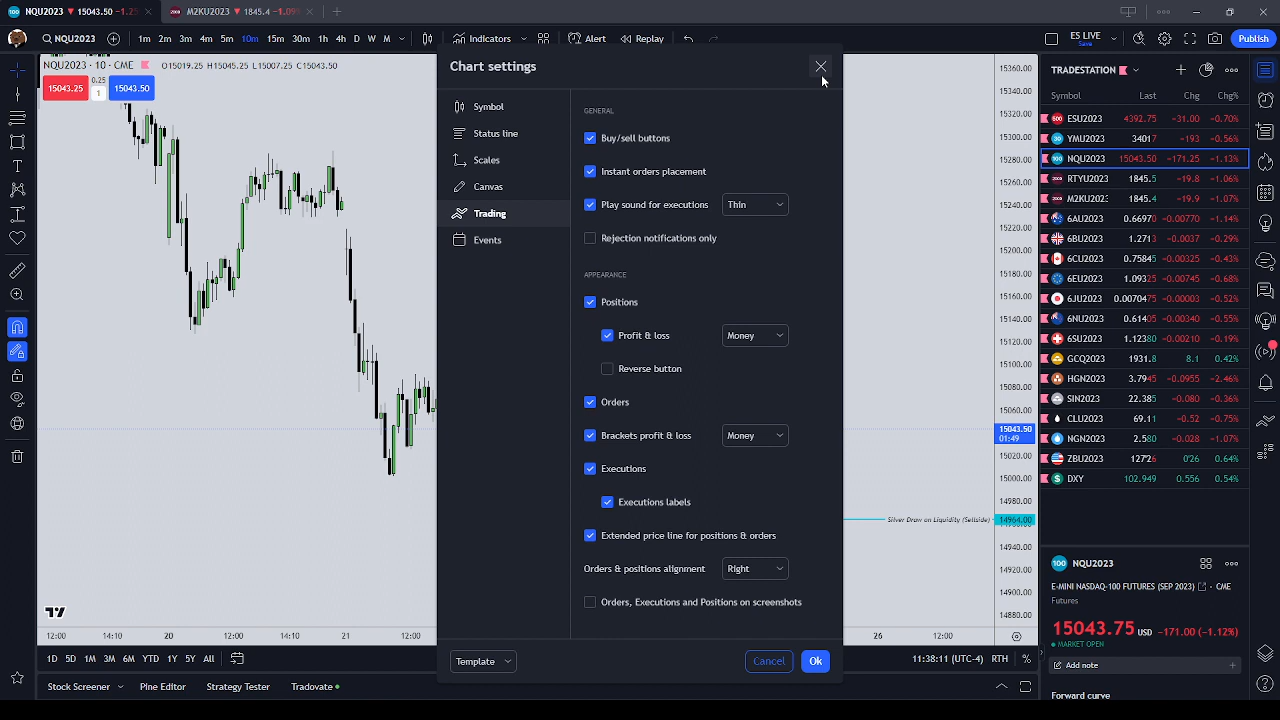 NQU2023 ▼ 15043.50 -1.25
M2KU2023 ▼ 1845.4 -1.09%
NQU2023
1m 2m 3m 4m 5m 10m 15m 30m 1h 4h D W M
Indicators
Alert
Replay
ES LIVE
Save
Publish
NQU2023 · 10 · CME
O15019.25 H15045.25 L15007.25 C15043.50
15043.25
0.25
1
15043.50
Chart settings
Symbol
Status line
Scales
Canvas
Trading
Events
GENERAL
Buy/sell buttons
Instant orders placement
Play sound for executions Thin
Rejection notifications only
APPEARANCE
Positions
Profit & loss Money
Reverse button
Orders
Brackets profit & loss Money
Executions
Executions labels
Extended price line for positions & orders
Orders & positions alignment Right
Orders, Executions and Positions on screenshots
Template
Cancel
Ok
Silver Draw on Liquidity (Sellside)
15360.00
15340.00
15320.00
15300.00
15280.00
15260.00
15240.00
15220.00
15200.00
15180.00
15160.00
15140.00
15120.00
15100.00
15080.00
15060.00
15043.50
01:49
15020.00
15000.00
14980.00
14964.00
14940.00
14920.00
14900.00
14880.00
12:00 14:10 20 12:00 14:10 21 12:00 26 12:00
1D 5D 1M 3M 6M YTD 1Y 5Y All
11:38:11 (UTC-4) RTH %
Stock Screener Pine Editor Strategy Tester Tradovate
TRADESTATION
Symbol Last Chg Chg%
ESU2023 4392.75 -31.00 -0.70%
YMU2023 34017 -193 -0.56%
NQU2023 15043.50 -171.25 -1.13%
RTYU2023 1845.5 -19.8 -1.06%
M2KU2023 1845.4 -19.9 -1.07%
6AU2023 0.66970 -0.00770 -1.14%
6BU2023 1.2713 -0.0037 -0.29%
6CU2023 0.75845 -0.00325 -0.43%
6EU2023 1.09325 -0.00745 -0.68%
6JU2023 0.0070475 -0.00003 -0.52%
6NU2023 0.61405 -0.00340 -0.55%
6SU2023 1.12380 -0.00210 -0.19%
GCQ2023 1931.8 8.1 0.42%
HGN2023 3.7945 -0.0955 -2.46%
SIN2023 22.385 -0.080 -0.36%
CLU2023 69.11 -0.52 -0.75%
NGN2023 2.580 -0.028 -1.07%
ZBU2023 127'26 0'26 0.64%
DXY 102.949 0.556 0.54%
NQU2023
E-MINI NASDAQ-100 FUTURES (SEP 2023) · CME
Futures
15043.75 USD -171.00 (-1.12%)
MARKET OPEN
Add note
Forward curve